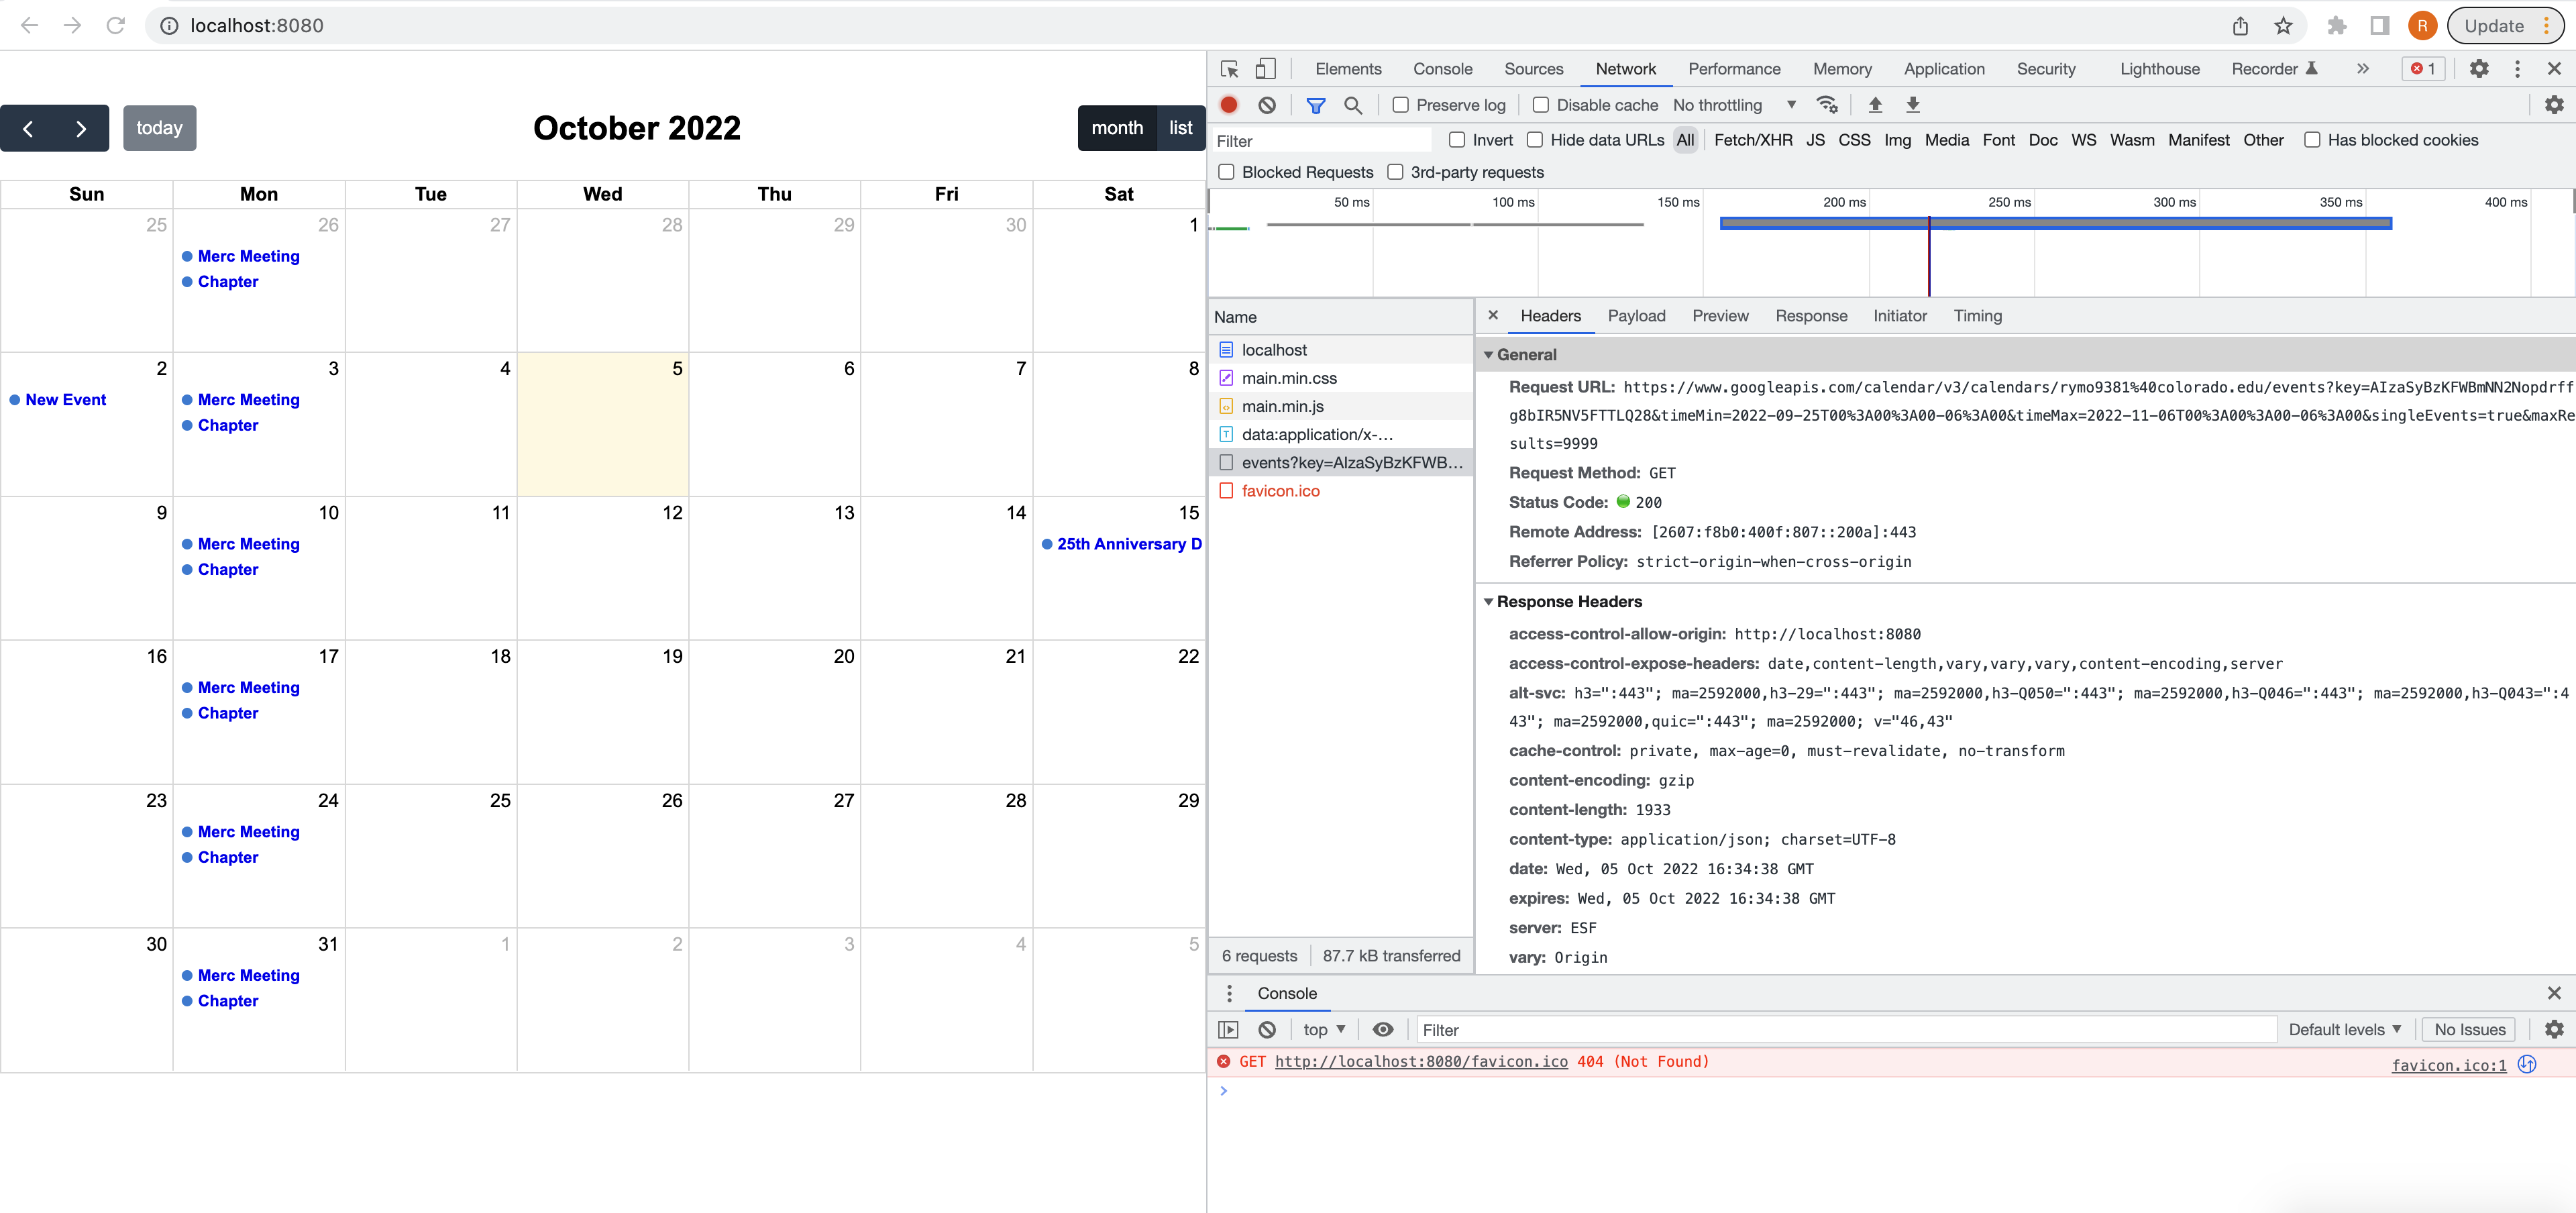 localhost:8080
R
Update
today
October 2022
month
list
Sun Mon Tue Wed Thu Fri Sat
25 26 27 28 29 30 1
Merc Meeting
Chapter
2 3 4 5 6 7 8
New Event
Merc Meeting
Chapter
9 10 11 12 13 14 15
Merc Meeting
25th Anniversary D
Chapter
16 17 18 19 20 21 22
Merc Meeting
Chapter
23 24 25 26 27 28 29
Merc Meeting
Chapter
30 31 1 2 3 4 5
Merc Meeting
Chapter
Elements Console Sources Network Performance Memory Application Security Lighthouse Recorder 1
Preserve log Disable cache No throttling
Filter Invert Hide data URLs All Fetch/XHR JS CSS Img Media Font Doc WS Wasm Manifest Other Has blocked cookies
Blocked Requests 3rd-party requests
50 ms 100 ms 150 ms 200 ms 250 ms 300 ms 350 ms 400 ms
Name
localhost
main.min.css
main.min.js
data:application/x-...
events?key=AIzaSyBzKFWB...
favicon.ico
6 requests 87.7 kB transferred
Headers Payload Preview Response Initiator Timing
General
Request URL: https://www.googleapis.com/calendar/v3/calendars/rymo9381%40colorado.edu/events?key=AIzaSyBzKFWBmNN2Nopdrff
g8bIR5NV5FTTLQ28&timeMin=2022-09-25T00%3A00%3A00-06%3A00&timeMax=2022-11-06T00%3A00%3A00-06%3A00&singleEvents=true&maxRe
sults=9999
Request Method: GET
Status Code: 200
Remote Address: [2607:f8b0:400f:807::200a]:443
Referrer Policy: strict-origin-when-cross-origin
Response Headers
access-control-allow-origin: http://localhost:8080
access-control-expose-headers: date,content-length,vary,vary,vary,content-encoding,server
alt-svc: h3=":443"; ma=2592000,h3-29=":443"; ma=2592000,h3-Q050=":443"; ma=2592000,h3-Q046=":443"; ma=2592000,h3-Q043=":4
43"; ma=2592000,quic=":443"; ma=2592000; v="46,43"
cache-control: private, max-age=0, must-revalidate, no-transform
content-encoding: gzip
content-length: 1933
content-type: application/json; charset=UTF-8
date: Wed, 05 Oct 2022 16:34:38 GMT
expires: Wed, 05 Oct 2022 16:34:38 GMT
server: ESF
vary: Origin
Console
top Filter Default levels No Issues
GET http://localhost:8080/favicon.ico 404 (Not Found) favicon.ico:1